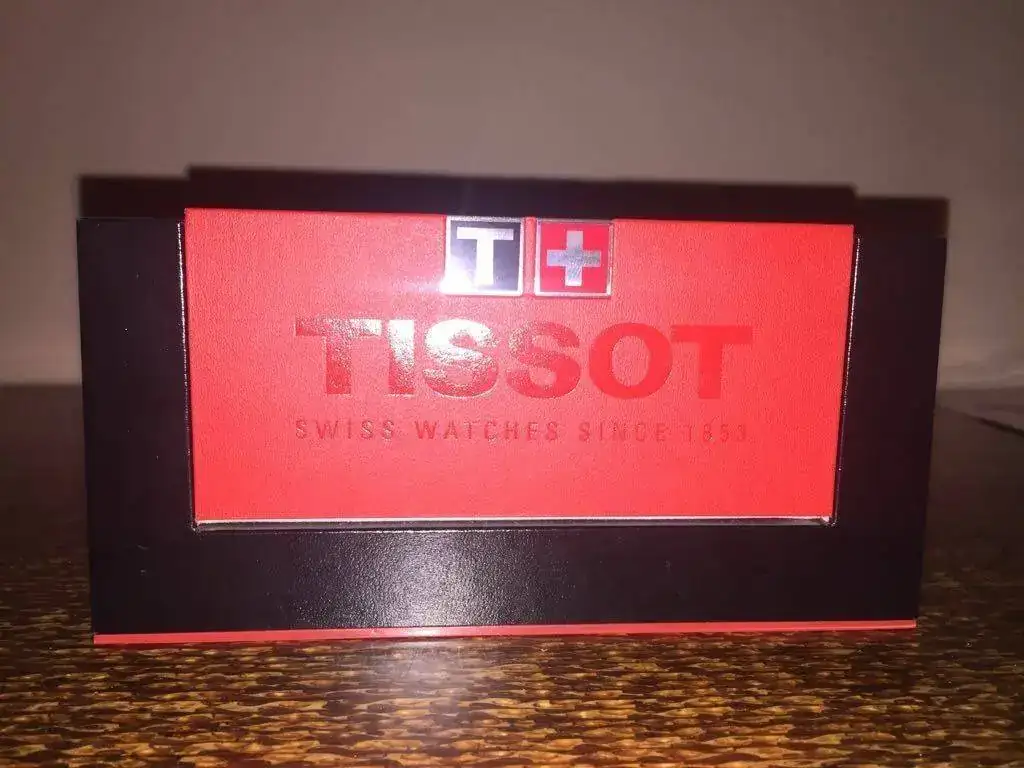 T+
TISSOT
SWISS WATCHES SINCE 1853